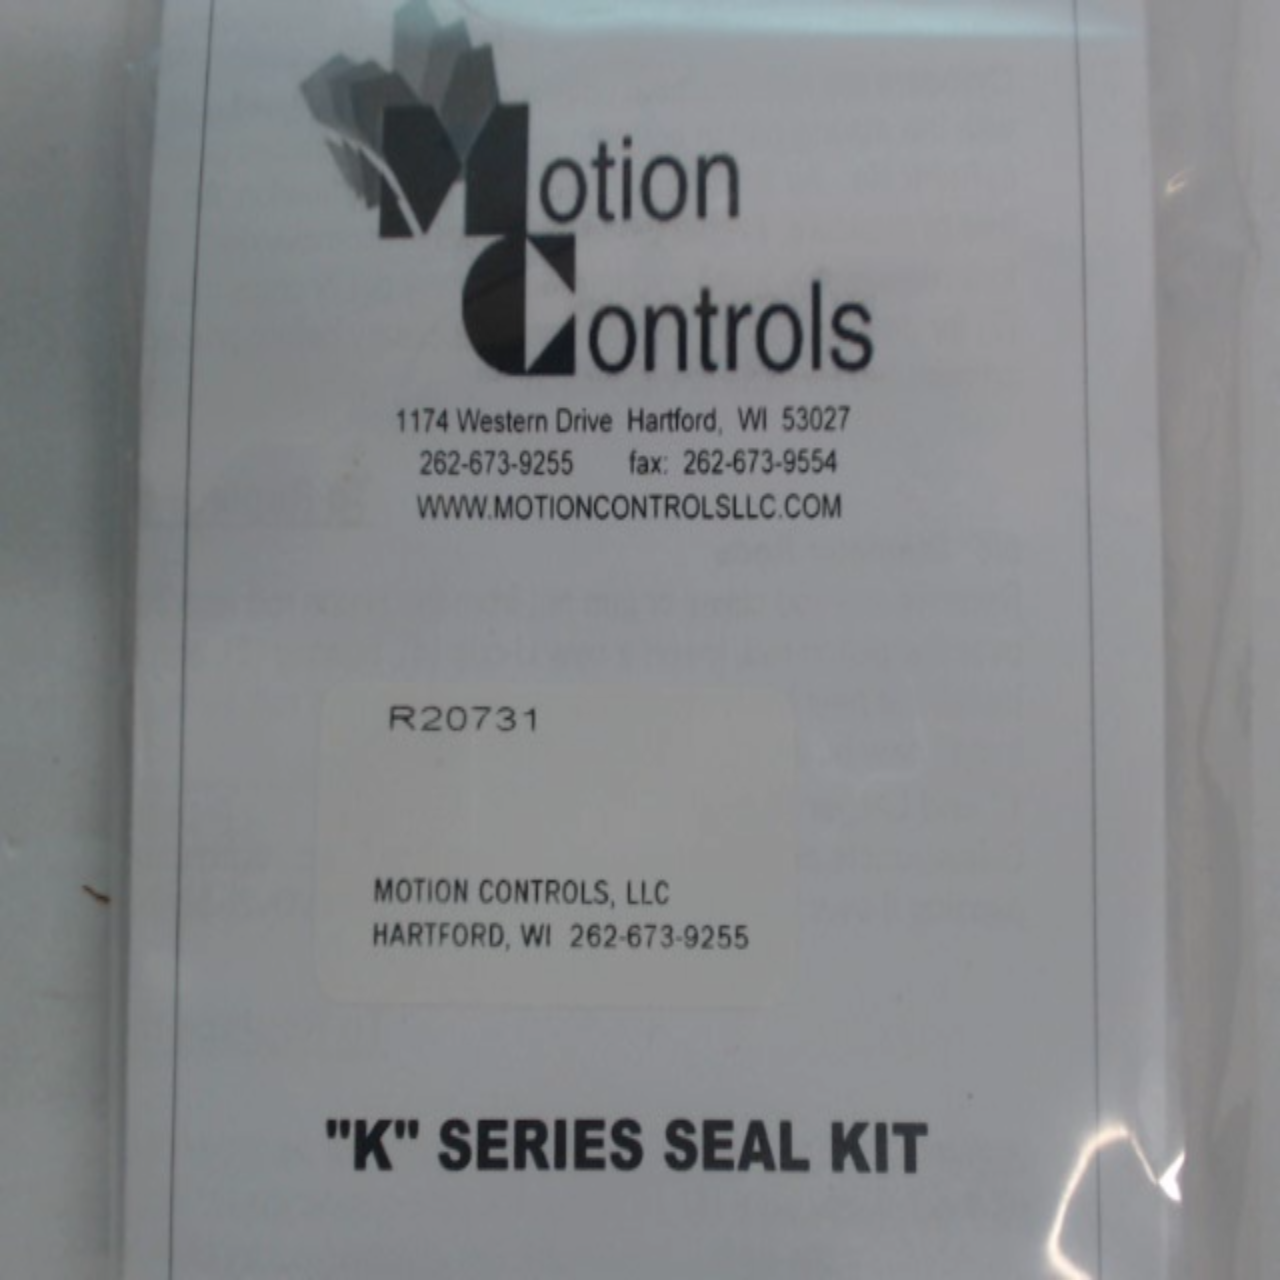 Motion
Controls
1174 Western Drive Hartford, WI 53027
262-673-9255 fax: 262-673-9554
WWW.MOTIONCONTROLSLLC.COM
R20731
MOTION CONTROLS, LLC
HARTFORD, WI 262-673-9255
"K" SERIES SEAL KIT